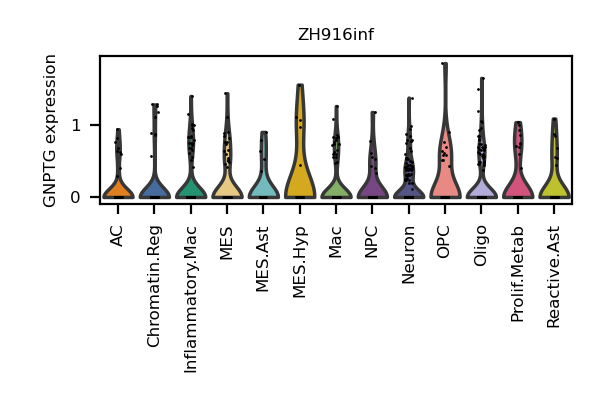 ZH916inf
GNPTG expression
1
0
AC
Chromatin.Reg
Inflammatory.Mac
MES
MES.Ast
MES.Hyp
Mac
NPC
Neuron
OPC
Oligo
Prolif.Metab
Reactive.Ast